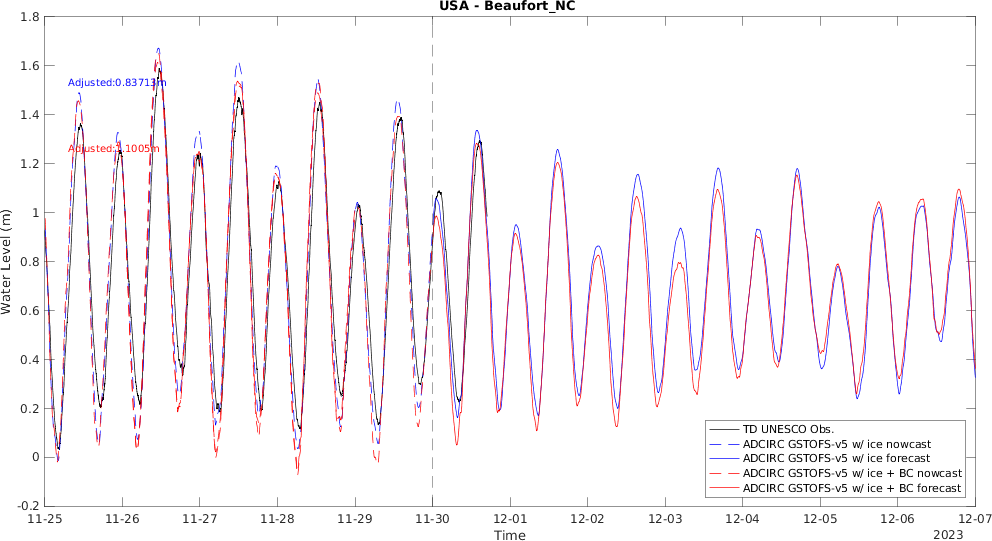 USA - Beaufort_NC
1.8
1.6
1.4
1.2
1
0.8
0.6
0.4
0.2
0
-0.2
Water Level (m)
Adjusted:0.83713m
Adjusted:1.1005m
TD UNESCO Obs.
ADCIRC GSTOFS-v5 w/ ice nowcast
ADCIRC GSTOFS-v5 w/ ice forecast
ADCIRC GSTOFS-v5 w/ ice + BC nowcast
ADCIRC GSTOFS-v5 w/ ice + BC forecast
11-25 11-26 11-27 11-28 11-29 11-30 12-01 12-02 12-03 12-04 12-05 12-06 12-07
Time
2023